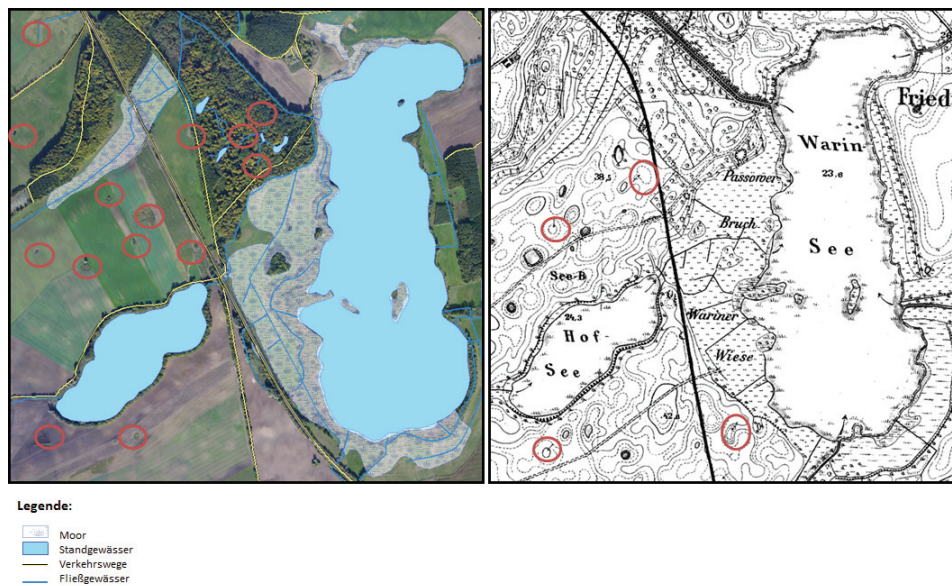 Fried
Warin
23.6
See
Passower
38,5
Bruch
See-B.
24,3
Hof
See
Wariner
Wiese
42,2
Legende:
Moor
Standgewässer
Verkehrswege
Fließgewässer